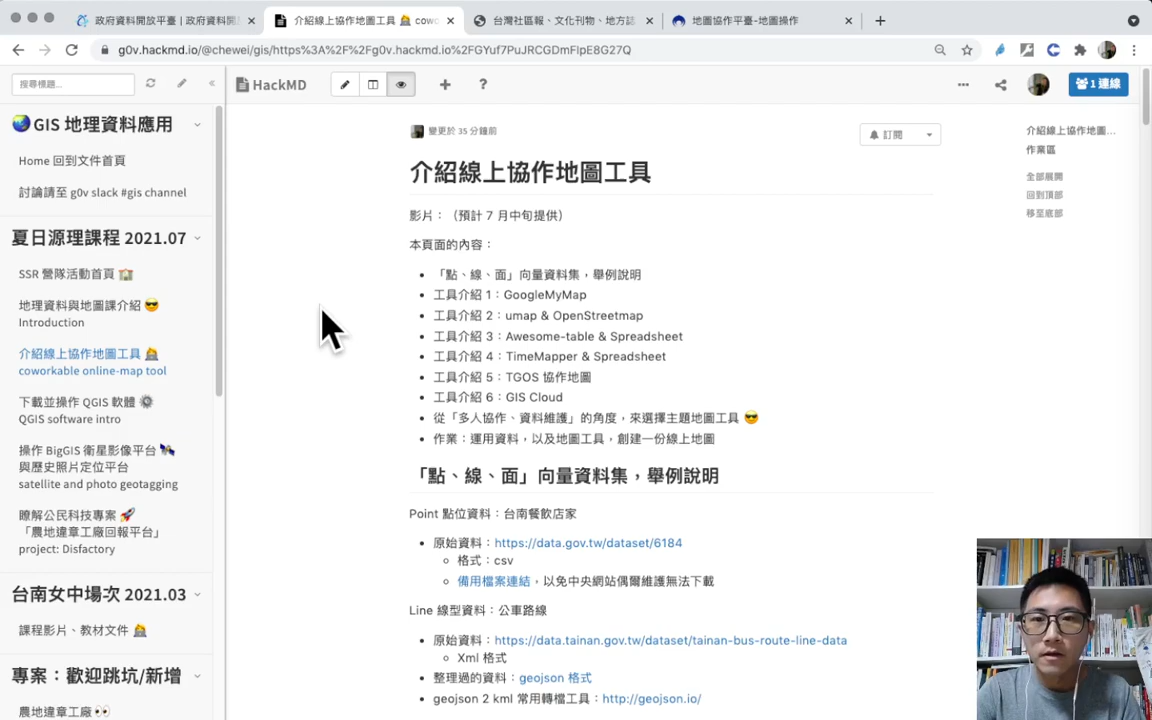 政府資料開放平臺 | 政府資料開
介紹線上協作地圖工具 👩‍💻 cowo
台灣社區報、文化刊物、地方誌
地圖協作平臺-地圖操作
g0v.hackmd.io/@chewei/gis/https%3A%2F%2Fg0v.hackmd.io%2FGYuf7PuJRCGDmFlpE8G27Q
搜尋標題...
HackMD
1 連線
🌏GIS 地理資料應用
Home 回到文件首頁
討論請至 g0v slack #gis channel
夏日源理課程 2021.07
SSR 營隊活動首頁 🏫
地理資料與地圖課介紹 😎
Introduction
介紹線上協作地圖工具 👩‍💻
coworkable online-map tool
下載並操作 QGIS 軟體 ⚙
QGIS software intro
操作 BigGIS 衛星影像平台 🛰
與歷史照片定位平台
satellite and photo geotagging
瞭解公民科技專案 🚀
「農地違章工廠回報平台」
project: Disfactory
台南女中場次 2021.03
課程影片、教材文件 👩‍💻
專案：歡迎跳坑/新增
農地違章工廠 👀
變更於 35 分鐘前
訂閱
介紹線上協作地圖工具
影片：（預計 7 月中旬提供）
本頁面的內容：
• 「點、線、面」向量資料集，舉例說明
• 工具介紹 1：GoogleMyMap
• 工具介紹 2：umap & OpenStreetmap
• 工具介紹 3：Awesome-table & Spreadsheet
• 工具介紹 4：TimeMapper & Spreadsheet
• 工具介紹 5：TGOS 協作地圖
• 工具介紹 6：GIS Cloud
• 從「多人協作、資料維護」的角度，來選擇主題地圖工具 😎
• 作業：運用資料，以及地圖工具，創建一份線上地圖
「點、線、面」向量資料集，舉例說明
Point 點位資料：台南餐飲店家
• 原始資料：https://data.gov.tw/dataset/6184
◦ 格式：csv
◦ 備用檔案連結，以免中央網站偶爾維護無法下載
Line 線型資料：公車路線
• 原始資料：https://data.tainan.gov.tw/dataset/tainan-bus-route-line-data
◦ Xml 格式
• 整理過的資料：geojson 格式
• geojson 2 kml 常用轉檔工具：http://geojson.io/
介紹線上協作地圖...
作業區
全部展開
回到頂部
移至底部